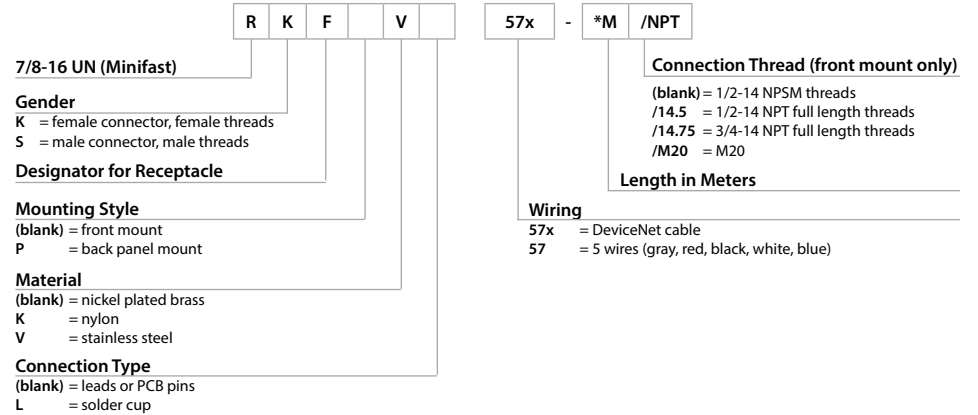 R K F V 57x - *M /NPT
7/8-16 UN (Minifast)
Gender
K = female connector, female threads
S = male connector, male threads
Designator for Receptacle
Mounting Style
(blank) = front mount
P = back panel mount
Material
(blank) = nickel plated brass
K = nylon
V = stainless steel
Connection Type
(blank) = leads or PCB pins
L = solder cup
Connection Thread (front mount only)
(blank) = 1/2-14 NPSM threads
/14.5 = 1/2-14 NPT full length threads
/14.75 = 3/4-14 NPT full length threads
/M20 = M20
Length in Meters
Wiring
57x = DeviceNet cable
57 = 5 wires (gray, red, black, white, blue)